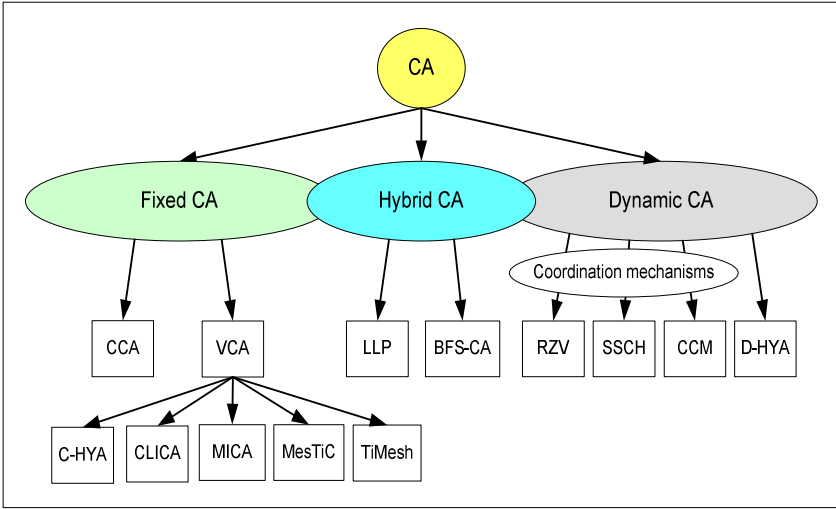 CA
Fixed CA
Hybrid CA
Dynamic CA
Coordination mechanisms
CCA
VCA
LLP
BFS-CA
RZV
SSCH
CCM
D-HYA
C-HYA
CLICA
MICA
MesTiC
TiMesh